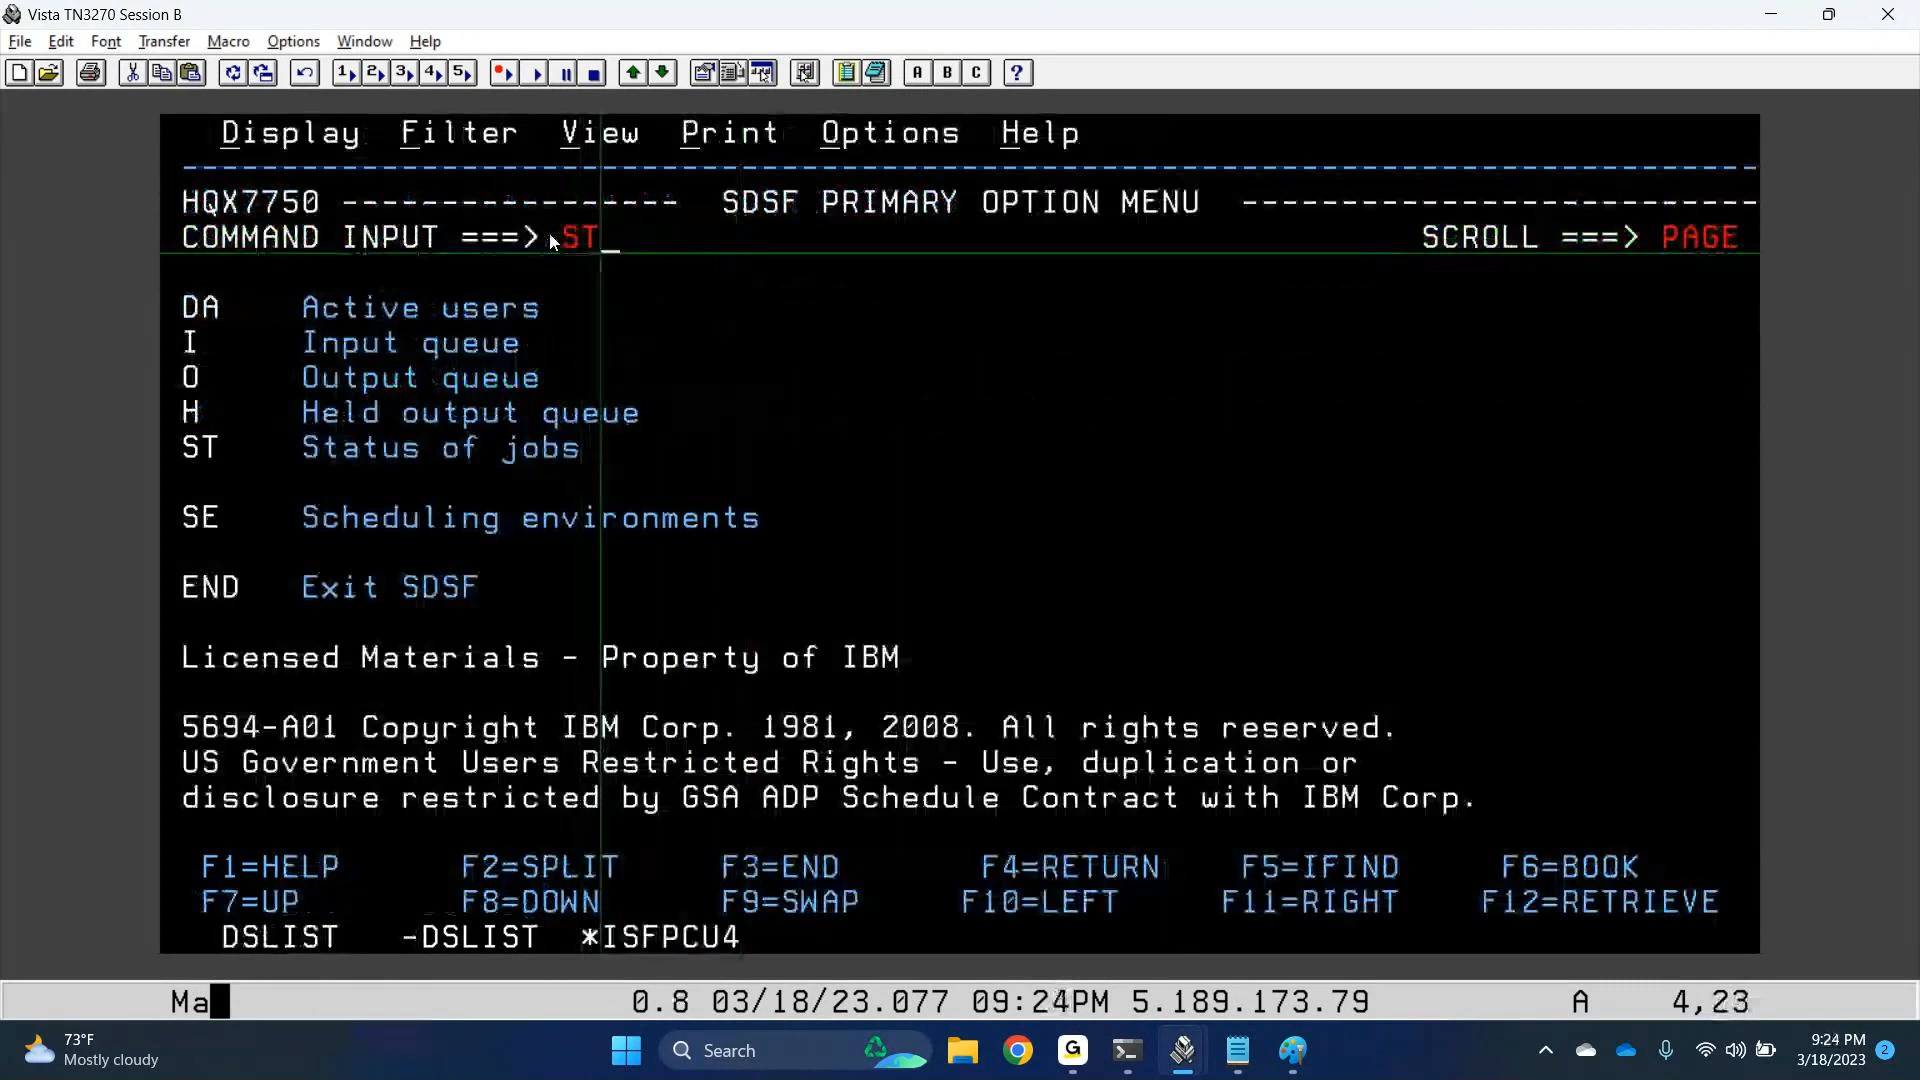 Vista TN3270 Session B
File Edit Font Transfer Macro Options Window Help
1 2 3 4 5 A B C ?
Display Filter View Print Options Help
HQX7750 ----------------- SDSF PRIMARY OPTION MENU --------------------------
COMMAND INPUT ===> ST_ SCROLL ===> PAGE
DA Active users
I Input queue
O Output queue
H Held output queue
ST Status of jobs
SE Scheduling environments
END Exit SDSF
Licensed Materials - Property of IBM
5694-A01 Copyright IBM Corp. 1981, 2008. All rights reserved.
US Government Users Restricted Rights - Use, duplication or
disclosure restricted by GSA ADP Schedule Contract with IBM Corp.
F1=HELP F2=SPLIT F3=END F4=RETURN F5=IFIND F6=BOOK
F7=UP F8=DOWN F9=SWAP F10=LEFT F11=RIGHT F12=RETRIEVE
DSLIST -DSLIST *ISFPCU4
Ma 0.8 03/18/23.077 09:24PM 5.189.173.79 A 4,23
73°F
Mostly cloudy
Search
G
9:24 PM
3/18/2023
2